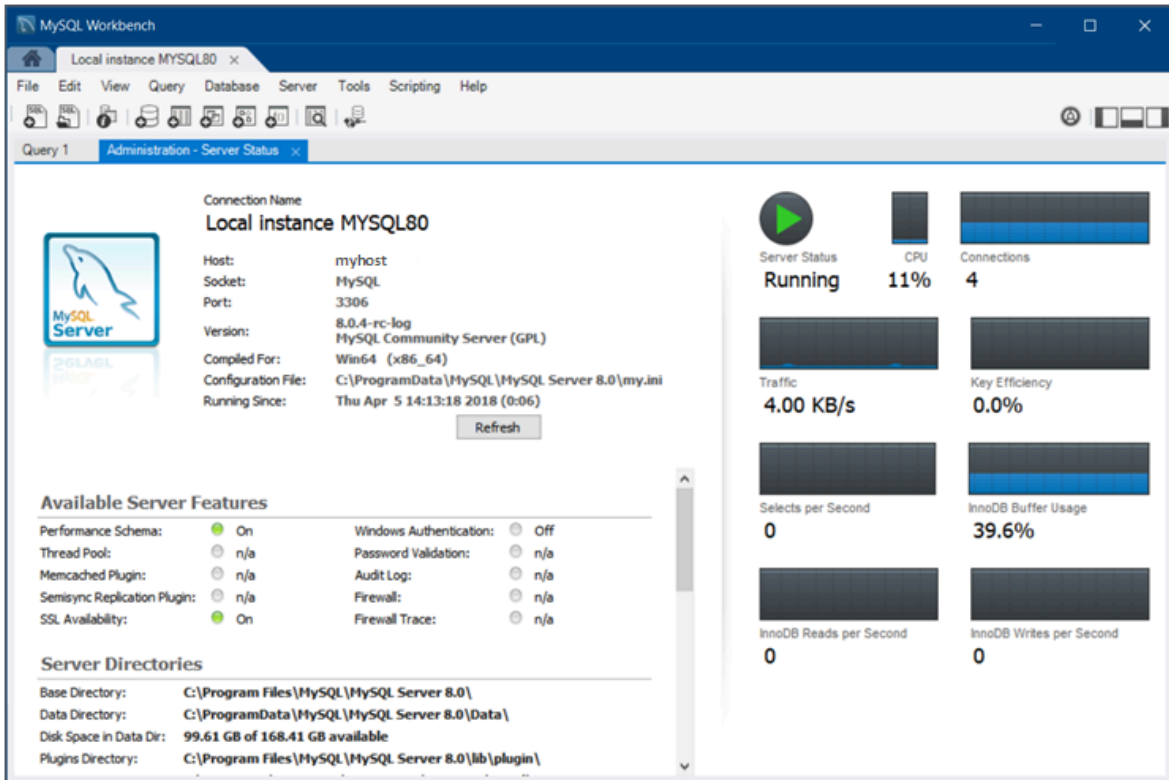 MySQL Workbench
Local instance MYSQL80
File Edit View Query Database Server Tools Scripting Help
Query 1
Administration - Server Status
Connection Name
Local instance MYSQL80
Host: myhost
Socket: MySQL
Port: 3306
Version: 8.0.4-rc-log
MySQL Community Server (GPL)
Compiled For: Win64 (x86_64)
Configuration File: C:\ProgramData\MySQL\MySQL Server 8.0\my.ini
Running Since: Thu Apr 5 14:13:18 2018 (0:06)
Refresh
MySQL
Server
Available Server Features
Performance Schema: On Windows Authentication: Off
Thread Pool: n/a Password Validation: n/a
Memcached Plugin: n/a Audit Log: n/a
Semisync Replication Plugin: n/a Firewall: n/a
SSL Availability: On Firewall Trace: n/a
Server Directories
Base Directory: C:\Program Files\MySQL\MySQL Server 8.0\
Data Directory: C:\ProgramData\MySQL\MySQL Server 8.0\Data\
Disk Space in Data Dir: 99.61 GB of 168.41 GB available
Plugins Directory: C:\Program Files\MySQL\MySQL Server 8.0\lib\plugin\
Server Status CPU Connections
Running 11% 4
Traffic Key Efficiency
4.00 KB/s 0.0%
Selects per Second InnoDB Buffer Usage
0 39.6%
InnoDB Reads per Second InnoDB Writes per Second
0 0